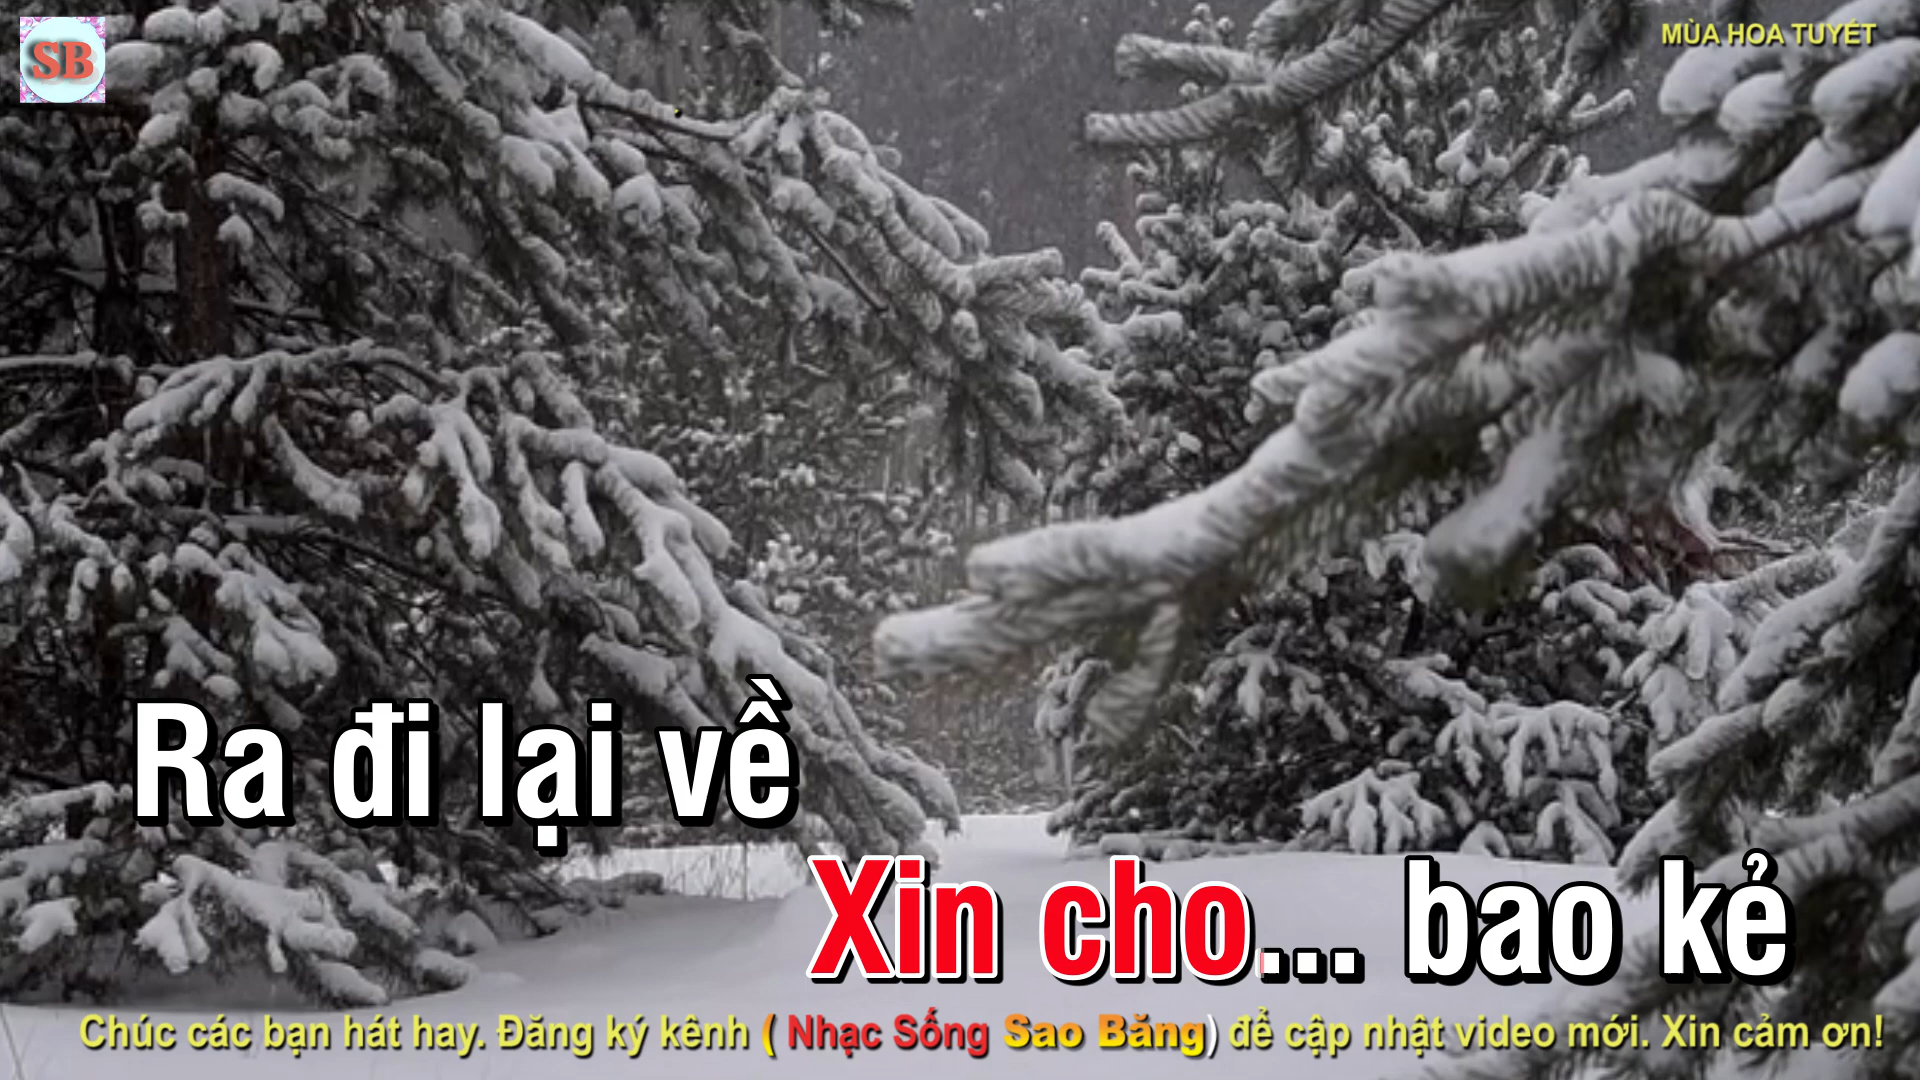 SB
MÙA HOA TUYẾT
Ra đi lại về
Xin cho... bao kẻ
Chúc các bạn hát hay. Đăng ký kênh ( Nhạc Sống Sao Băng) để cập nhật video mới. Xin cảm ơn!